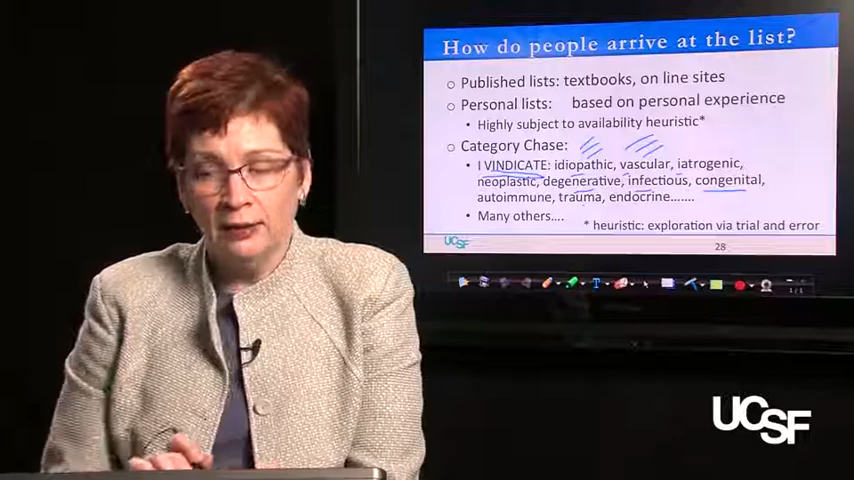 How do people arrive at the list?
Published lists: textbooks, on line sites
Personal lists: based on personal experience
Highly subject to availability heuristic*
Category Chase:
I VINDICATE: idiopathic, vascular, iatrogenic,
neoplastic, degenerative, infectious, congenital,
autoimmune, trauma, endocrine.......
Many others....
* heuristic: exploration via trial and error
UCSF
28
T
1/1
UCSF